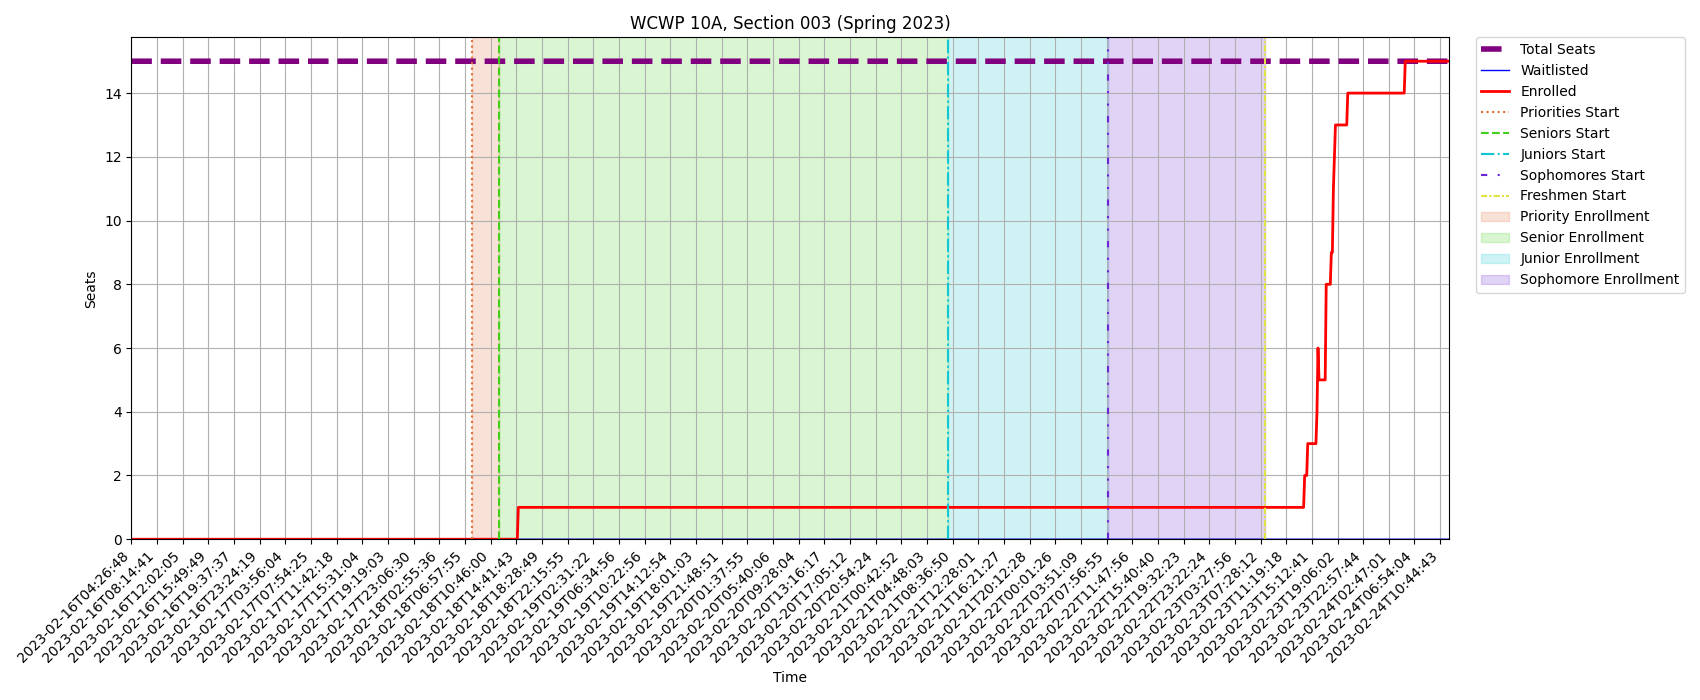 WCWP 10A, Section 003 (Spring 2023)
Total Seats
Waitlisted
Enrolled
Priorities Start
Seniors Start
Juniors Start
Sophomores Start
Freshmen Start
Priority Enrollment
Senior Enrollment
Junior Enrollment
Sophomore Enrollment
Seats
14
12
10
8
6
4
2
0
2023-02-16T04:26:48
2023-02-16T08:14:41
2023-02-16T12:02:05
2023-02-16T15:49:49
2023-02-16T19:37:37
2023-02-16T23:24:19
2023-02-17T03:56:04
2023-02-17T07:54:25
2023-02-17T11:42:18
2023-02-17T15:31:04
2023-02-17T19:19:03
2023-02-17T23:06:30
2023-02-18T02:55:36
2023-02-18T06:57:55
2023-02-18T10:46:00
2023-02-18T14:41:43
2023-02-18T18:28:49
2023-02-18T22:15:55
2023-02-19T02:31:22
2023-02-19T06:34:56
2023-02-19T10:22:56
2023-02-19T14:12:54
2023-02-19T18:01:03
2023-02-19T21:48:51
2023-02-20T01:37:55
2023-02-20T05:40:06
2023-02-20T09:28:04
2023-02-20T13:16:17
2023-02-20T17:05:12
2023-02-20T20:54:24
2023-02-21T00:42:52
2023-02-21T04:48:03
2023-02-21T08:36:50
2023-02-21T12:28:01
2023-02-21T16:21:27
2023-02-21T20:12:28
2023-02-22T00:01:26
2023-02-22T03:51:09
2023-02-22T07:56:55
2023-02-22T11:47:56
2023-02-22T15:40:40
2023-02-22T19:32:23
2023-02-22T23:22:24
2023-02-23T03:27:56
2023-02-23T07:28:12
2023-02-23T11:19:18
2023-02-23T15:12:41
2023-02-23T19:06:02
2023-02-23T22:57:44
2023-02-24T02:47:01
2023-02-24T06:54:04
2023-02-24T10:44:43
Time